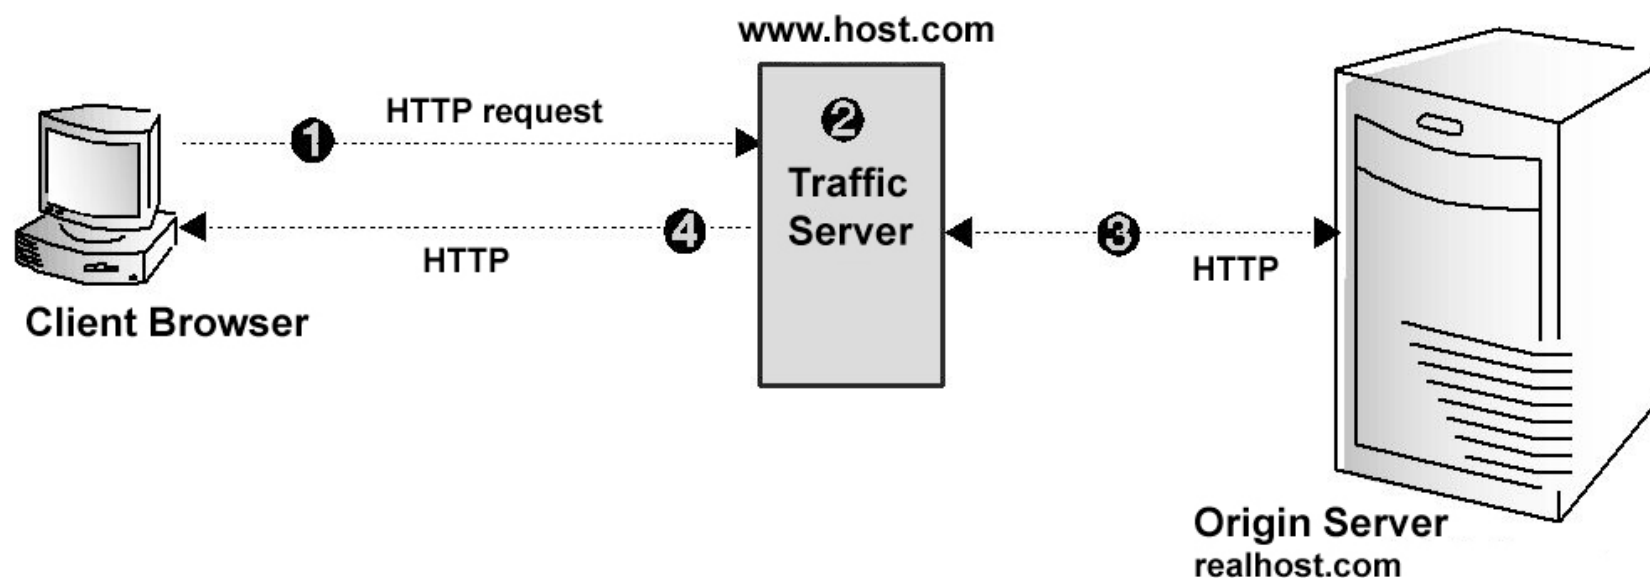 www.host.com
HTTP request
1
2
Traffic
Server
4
3
HTTP
HTTP
Client Browser
Origin Server
realhost.com